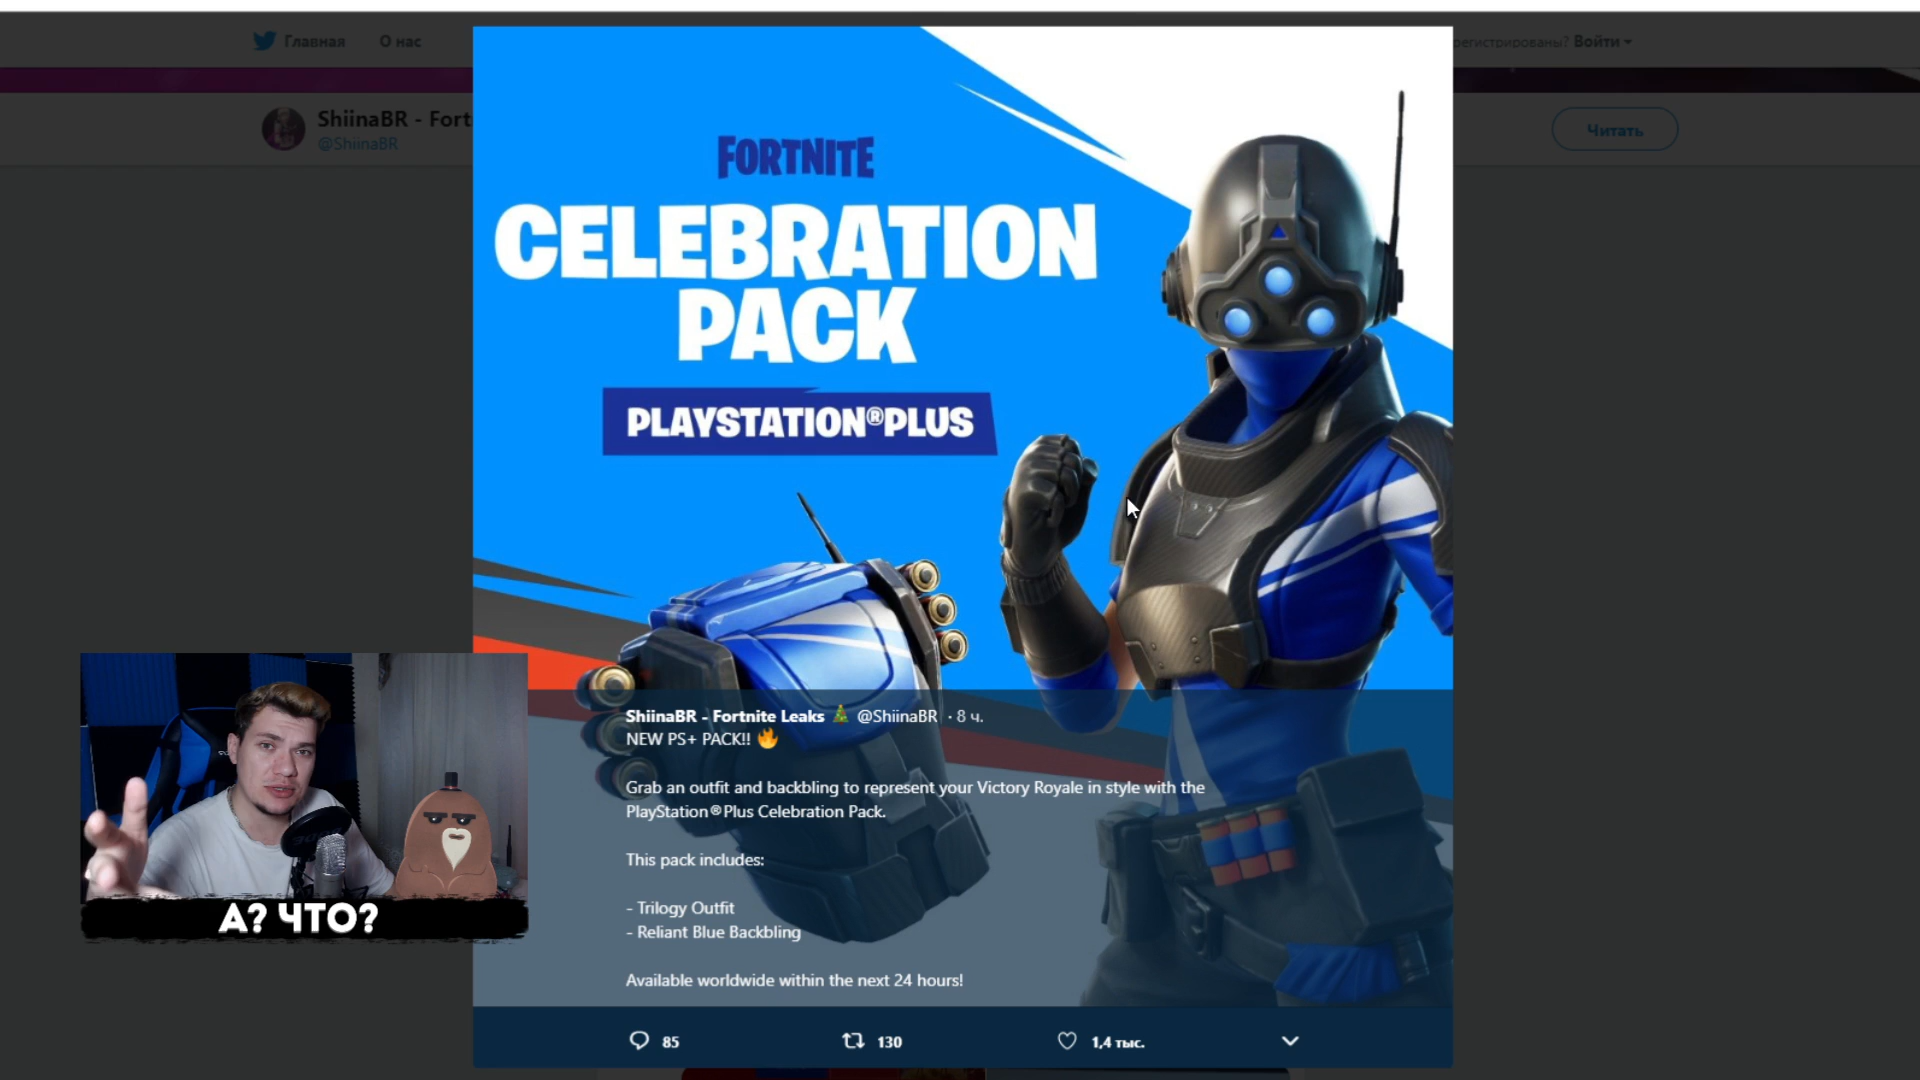 Главная О нас
регистрированы? Войти
ShiinaBR - Fort
@ShiinaBR
Читать
FORTNITE
CELEBRATION
PACK
PLAYSTATION®PLUS
ShiinaBR - Fortnite Leaks 🎄 @ShiinaBR · 8 ч.
NEW PS+ PACK!! 🔥
Grab an outfit and backbling to represent your Victory Royale in style with the
PlayStation®Plus Celebration Pack.
This pack includes:
- Trilogy Outfit
- Reliant Blue Backbling
Available worldwide within the next 24 hours!
85 130 1,4 тыс.
А? ЧТО?